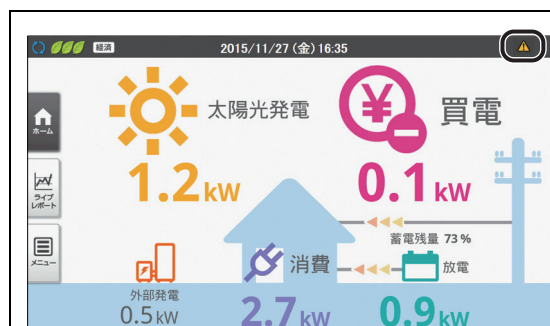 経済
2015/11/27(金)16:35
ホーム
ライブ
レポート
メニュー
太陽光発電
1.2kW
¥
買電
0.1kW
蓄電残量 73%
消費
放電
外部発電
0.5kW
2.7kW
0.9kW